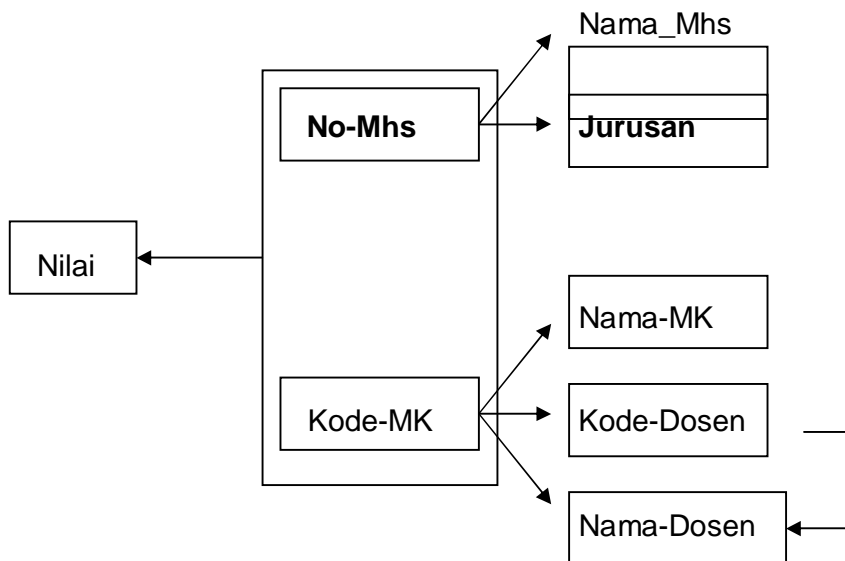 Nama_Mhs
No-Mhs
Jurusan
Nilai
Nama-MK
Kode-MK
Kode-Dosen
Nama-Dosen